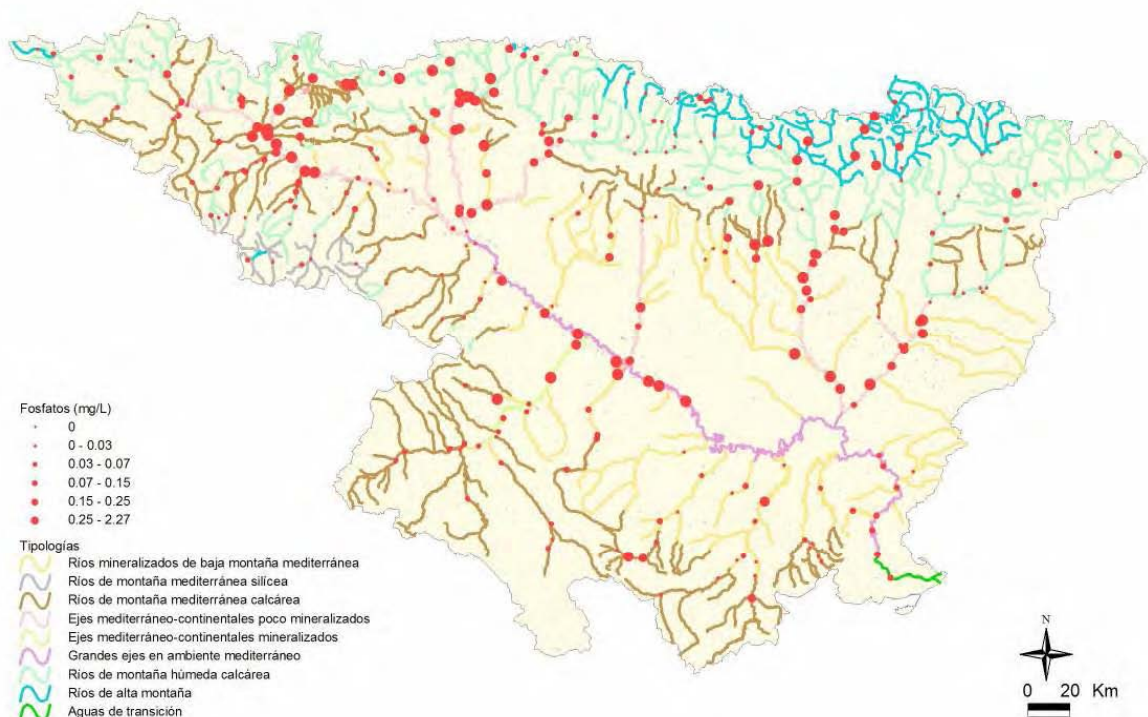 Fosfatos (mg/L)
0
0 - 0.03
0.03 - 0.07
0.07 - 0.15
0.15 - 0.25
0.25 - 2.27
Tipologías
Ríos mineralizados de baja montaña mediterránea
Ríos de montaña mediterránea silícea
Ríos de montaña mediterránea calcárea
Ejes mediterráneo-continentales poco mineralizados
Ejes mediterráneo-continentales mineralizados
Grandes ejes en ambiente mediterráneo
Ríos de montaña húmeda calcárea
Ríos de alta montaña
Aguas de transición
N
0 20 Km